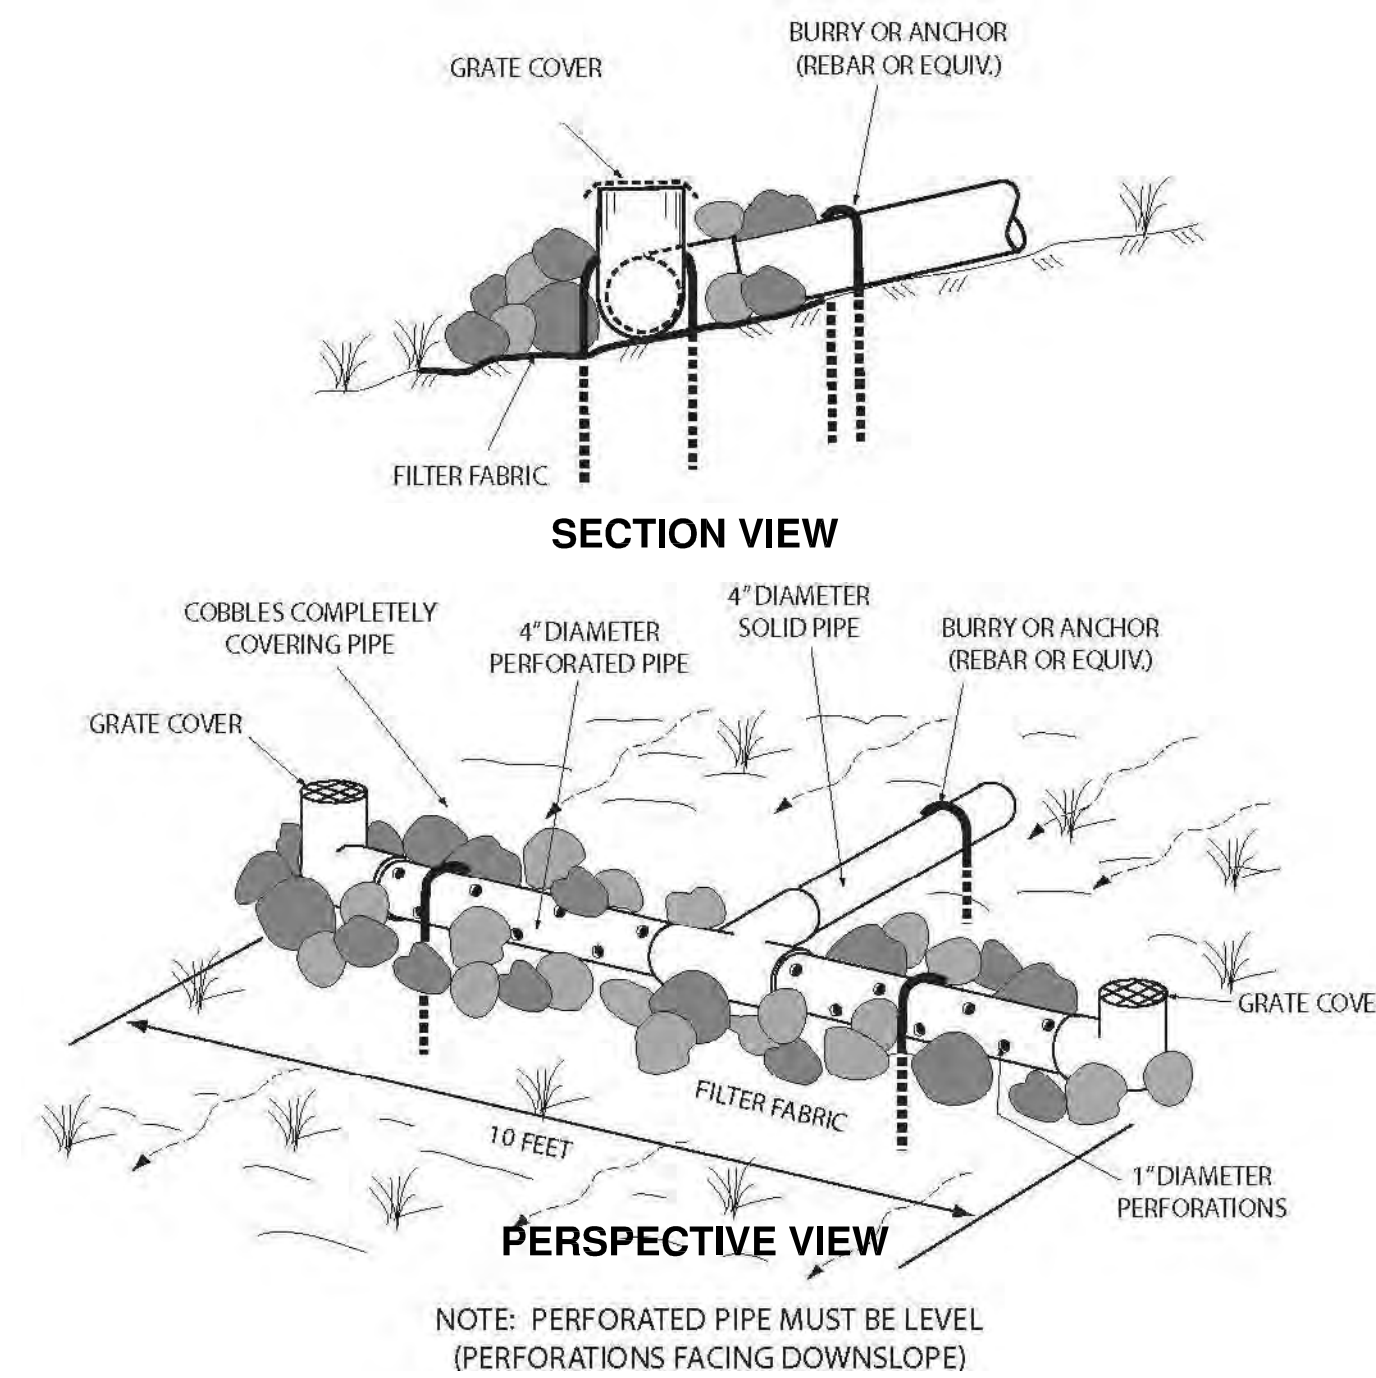 BURRY OR ANCHOR
(REBAR OR EQUIV.)
GRATE COVER
FILTER FABRIC
SECTION VIEW
COBBLES COMPLETELY
COVERING PIPE
4" DIAMETER
PERFORATED PIPE
4" DIAMETER
SOLID PIPE
BURRY OR ANCHOR
(REBAR OR EQUIV.)
GRATE COVER
GRATE COVE
FILTER FABRIC
10 FEET
1" DIAMETER
PERFORATIONS
PERSPECTIVE VIEW
NOTE: PERFORATED PIPE MUST BE LEVEL
(PERFORATIONS FACING DOWNSLOPE)